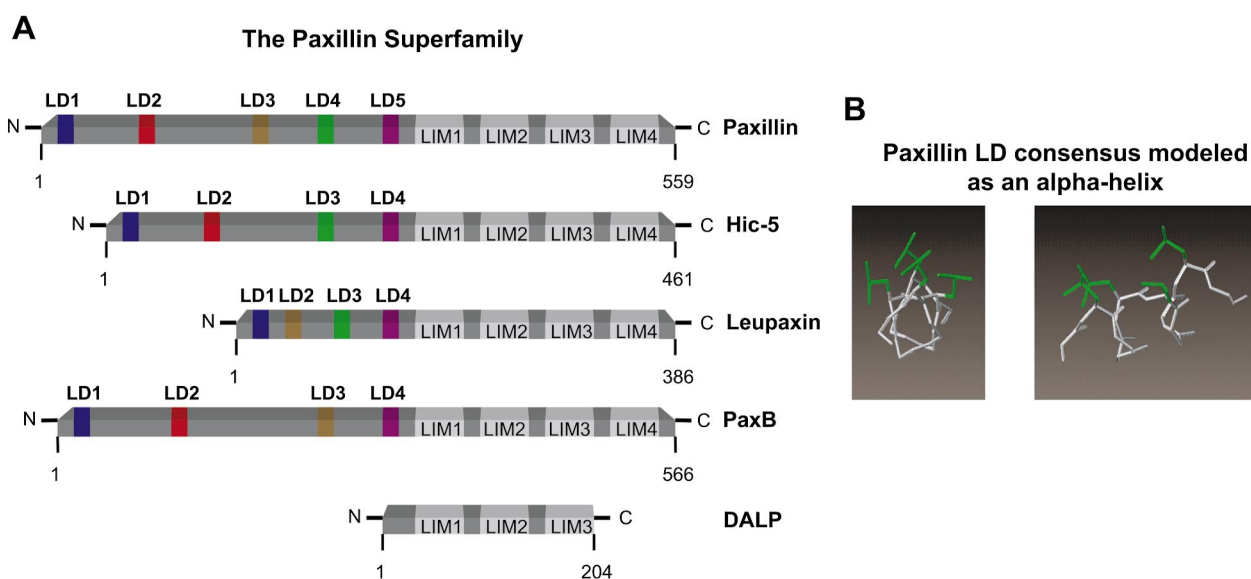 A
The Paxillin Superfamily
LD1 LD2 LD3 LD4 LD5
N LIM1 LIM2 LIM3 LIM4 C Paxillin
1 559
LD1 LD2 LD3 LD4
N LIM1 LIM2 LIM3 LIM4 C Hic-5
1 461
LD1 LD2 LD3 LD4
N LIM1 LIM2 LIM3 LIM4 C Leupaxin
1 386
LD1 LD2 LD3 LD4
N LIM1 LIM2 LIM3 LIM4 C PaxB
1 566
N LIM1 LIM2 LIM3 C DALP
1 204
B
Paxillin LD consensus modeled
as an alpha-helix